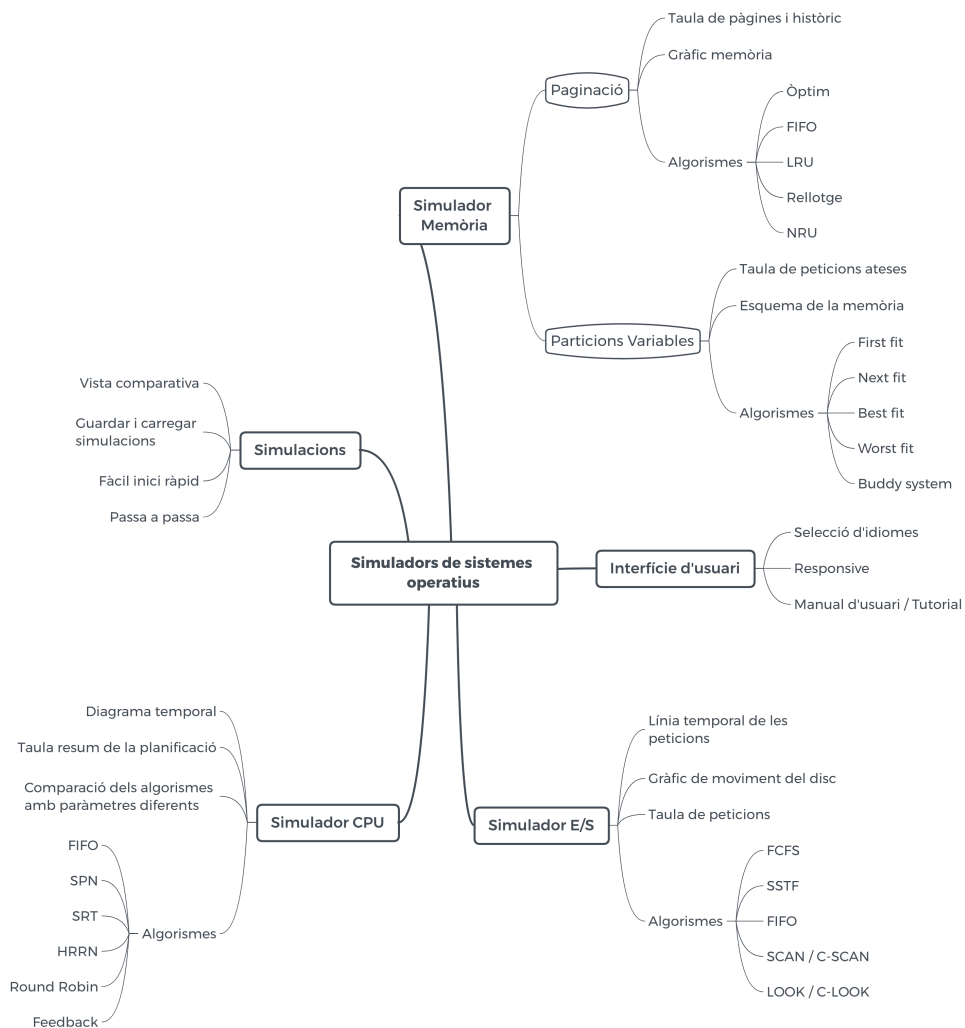 Taula de pàgines i històric
Gràfic memòria
Paginació
Òptim
FIFO
Algorismes
LRU
Rellotge
NRU
Simulador
Memòria
Taula de peticions ateses
Esquema de la memòria
Particions Variables
First fit
Next fit
Algorismes
Best fit
Worst fit
Buddy system
Vista comparativa
Guardar i carregar
simulacions
Simulacions
Fàcil inici ràpid
Passa a passa
Simuladors de sistemes
operatius
Interfície d'usuari
Selecció d'idiomes
Responsive
Manual d'usuari / Tutorial
Diagrama temporal
Taula resum de la planificació
Comparació dels algorismes
amb paràmetres diferents
Simulador CPU
FIFO
SPN
SRT
Algorismes
HRRN
Round Robin
Feedback
Línia temporal de les
peticions
Gràfic de moviment del disc
Taula de peticions
Simulador E/S
FCFS
SSTF
Algorismes
FIFO
SCAN / C-SCAN
LOOK / C-LOOK